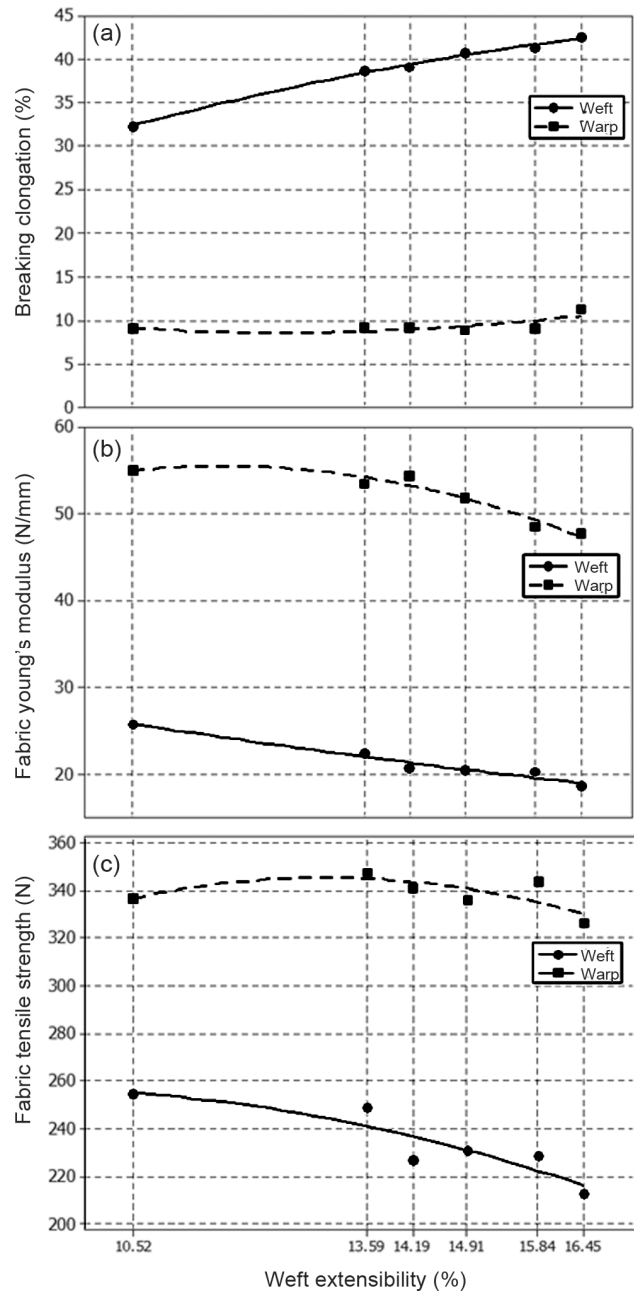 (a)
Breaking clongation (%)
45
40
35
30
25
20
15
10
5
0
Weft
Warp
(b)
Fabric young's modulus (N/mm)
60
50
40
30
20
Weft
Warp
(c)
Fabric tensile strength (N)
360
340
320
300
280
260
240
220
200
Weft
Warp
10.52 13.59 14.19 14.91 15.84 16.45
Weft extensibility (%)